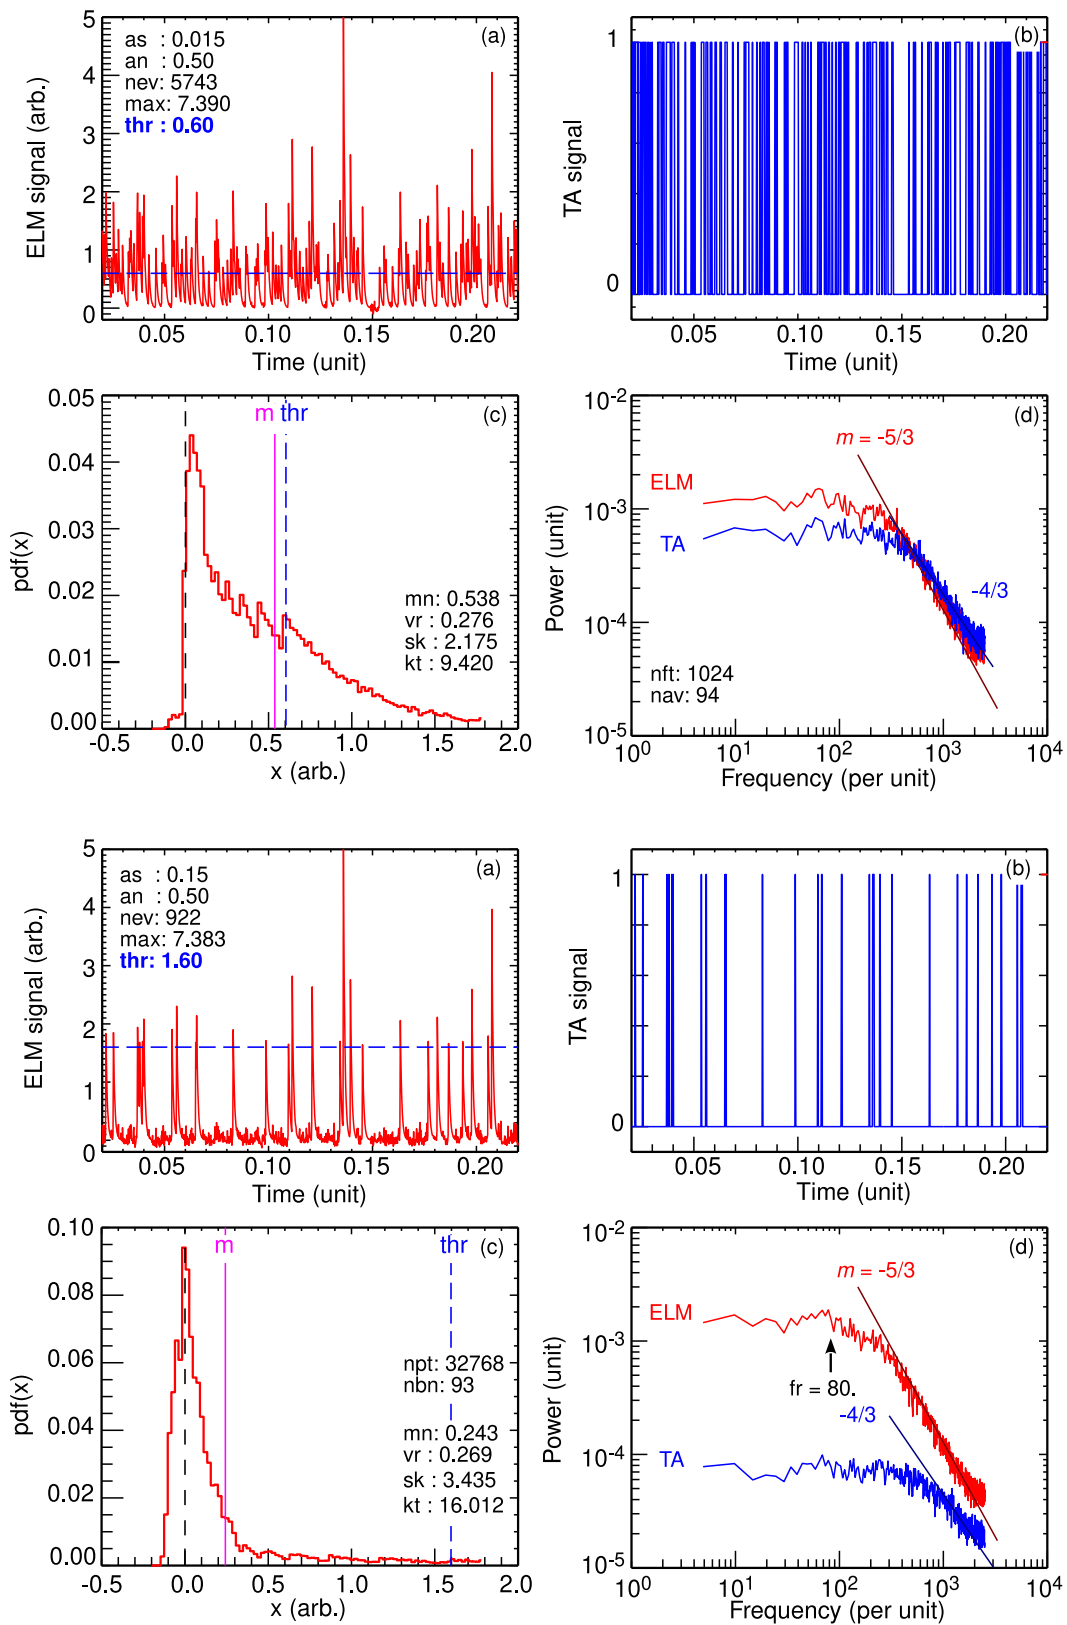 5
4
3
2
1
0
ELM signal (arb.)
as : 0.015
an : 0.50
nev: 5743
max: 7.390
thr : 0.60
(a)
0.05
0.10
0.15
0.20
Time (unit)
1
0
TA signal
(b)
0.05
0.10
0.15
0.20
Time (unit)
0.05
0.04
0.03
0.02
0.01
0.00
pdf(x)
m
thr
(c)
mn: 0.538
vr : 0.276
sk : 2.175
kt : 9.420
-0.5
0.0
0.5
1.0
1.5
2.0
x (arb.)
10-2
10-3
10-4
10-5
Power (unit)
(d)
m = -5/3
ELM
TA
-4/3
nft: 1024
nav: 94
100
101
102
103
104
Frequency (per unit)
5
4
3
2
1
0
ELM signal (arb.)
as : 0.15
an : 0.50
nev: 922
max: 7.383
thr: 1.60
(a)
0.05
0.10
0.15
0.20
Time (unit)
1
0
TA signal
(b)
0.05
0.10
0.15
0.20
Time (unit)
0.10
0.08
0.06
0.04
0.02
0.00
pdf(x)
m
thr
(c)
npt: 32768
nbn: 93
mn: 0.243
vr : 0.269
sk : 3.435
kt : 16.012
-0.5
0.0
0.4
0.8
1.2
1.6
2.0
x (arb.)
10-2
10-3
10-4
10-5
Power (unit)
(d)
m = -5/3
ELM
fr = 80.
-4/3
TA
100
101
102
103
104
Frequency (per unit)